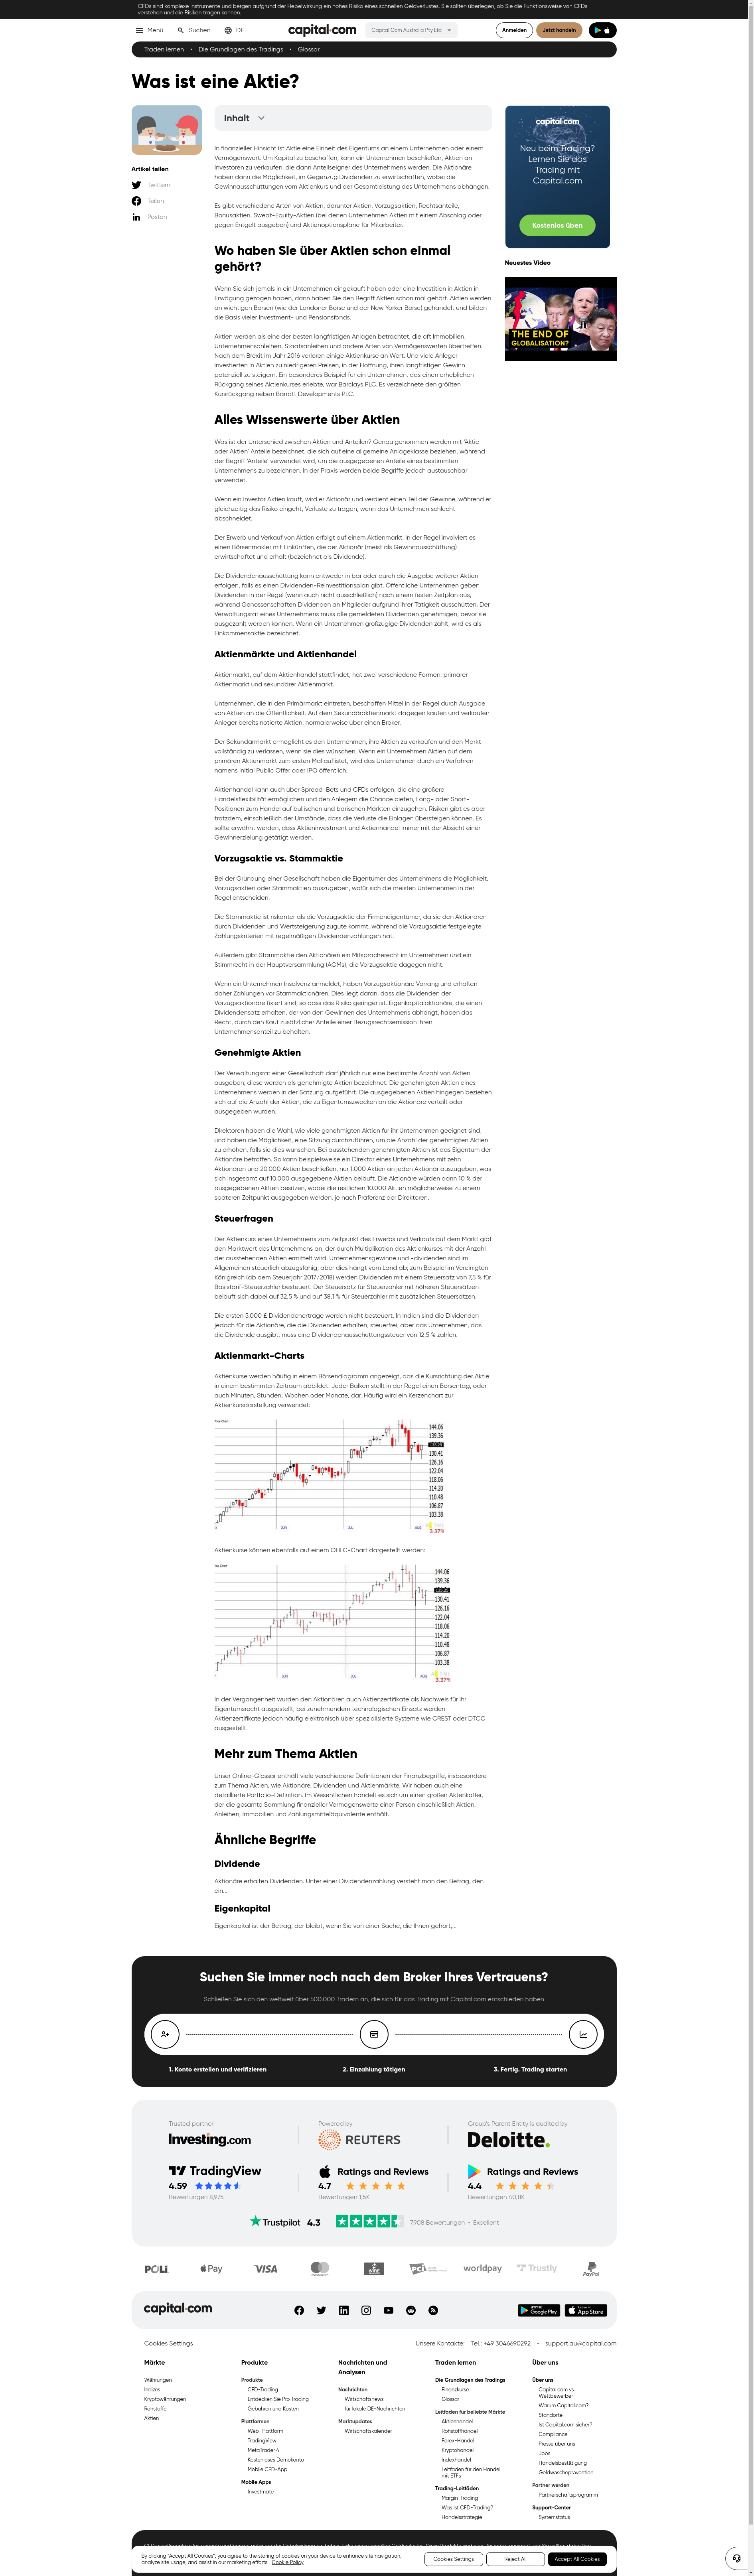 CFDs sind komplexe Instrumente und bergen aufgrund der Hebelwirkung ein hohes Risiko eines schnellen Geldverlustes. Sie sollten überlegen, ob Sie die Funktionsweise von CFDs
verstehen und die Risiken tragen können.
Menü
Suchen
DE
capital.com
Capital Com Australia Pty Ltd
Anmelden
Jetzt handeln
Traden lernen • Die Grundlagen des Tradings • Glossar
Was ist eine Aktie?
Artikel teilen
Twittern
Teilen
Posten
Inhalt
In finanzieller Hinsicht ist Aktie eine Einheit des Eigentums an einem Unternehmen oder einem
Vermögenswert. Um Kapital zu beschaffen, kann ein Unternehmen beschließen, Aktien an
Investoren zu verkaufen, die dann Anteilseigner des Unternehmens werden. Die Aktionäre
haben dann die Möglichkeit, im Gegenzug Dividenden zu erwirtschaften, wobei die
Gewinnausschüttungen vom Aktienkurs und der Gesamtleistung des Unternehmens abhängen.
Es gibt verschiedene Arten von Aktien, darunter Aktien, Vorzugsaktien, Rechtsanteile,
Bonusaktien, Sweat-Equity-Aktien (bei denen Unternehmen Aktien mit einem Abschlag oder
gegen Entgelt ausgeben) und Aktienoptionspläne für Mitarbeiter.
Wo haben Sie über Aktien schon einmal
gehört?
Wenn Sie sich jemals in ein Unternehmen eingekauft haben oder eine Investition in Aktien in
Erwägung gezogen haben, dann haben Sie den Begriff Aktien schon mal gehört. Aktien werden
an wichtigen Börsen (wie der Londoner Börse und der New Yorker Börse) gehandelt und bilden
die Basis vieler Investment- und Pensionsfonds.
Aktien werden als eine der besten langfristigen Anlagen betrachtet, die oft Immobilien,
Unternehmensanleihen, Staatsanleihen und andere Arten von Vermögenswerten übertreffen.
Nach dem Brexit im Jahr 2016 verloren einige Aktienkurse an Wert. Und viele Anleger
investierten in Aktien zu niedrigeren Preisen, in der Hoffnung, ihren langfristigen Gewinn
potenziell zu steigern. Ein besonderes Beispiel für ein Unternehmen, das einen erheblichen
Rückgang seines Aktienkurses erlebte, war Barclays PLC. Es verzeichnete den größten
Kursrückgang neben Barratt Developments PLC.
Alles Wissenswerte über Aktien
Was ist der Unterschied zwischen Aktien und Anteilen? Genau genommen werden mit 'Aktie
oder Aktien' Anteile bezeichnet, die sich auf eine allgemeine Anlageklasse beziehen, während
der Begriff 'Anteile' verwendet wird, um die ausgegebenen Anteile eines bestimmten
Unternehmens zu bezeichnen. In der Praxis werden beide Begriffe jedoch austauschbar
verwendet.
Wenn ein Investor Aktien kauft, wird er Aktionär und verdient einen Teil der Gewinne, während er
gleichzeitig das Risiko eingeht, Verluste zu tragen, wenn das Unternehmen schlecht
abschneidet.
Der Erwerb und Verkauf von Aktien erfolgt auf einem Aktienmarkt. In der Regel involviert es
einen Börsenmakler mit Einkünften, die der Aktionär (meist als Gewinnausschüttung)
erwirtschaftet und erhält (bezeichnet als Dividende).
Die Dividendenausschüttung kann entweder in bar oder durch die Ausgabe weiterer Aktien
erfolgen, falls es einen Dividenden-Reinvestitionsplan gibt. Öffentliche Unternehmen geben
Dividenden in der Regel (wenn auch nicht ausschließlich) nach einem festen Zeitplan aus,
während Genossenschaften Dividenden an Mitglieder aufgrund ihrer Tätigkeit ausschütten. Der
Verwaltungsrat eines Unternehmens muss alle gemeldeten Dividenden genehmigen, bevor sie
ausgezahlt werden können. Wenn ein Unternehmen großzügige Dividenden zahlt, wird es als
Einkommensaktie bezeichnet.
Aktienmärkte und Aktienhandel
Aktienmarkt, auf dem Aktienhandel stattfindet, hat zwei verschiedene Formen: primärer
Aktienmarkt und sekundärer Aktienmarkt.
Unternehmen, die in den Primärmarkt eintreten, beschaffen Mittel in der Regel durch Ausgabe
von Aktien an die Öffentlichkeit. Auf dem Sekundäraktienmarkt dagegen kaufen und verkaufen
Anleger bereits notierte Aktien, normalerweise über einen Broker.
Der Sekundärmarkt ermöglicht es den Unternehmen, ihre Aktien zu verkaufen und den Markt
vollständig zu verlassen, wenn sie dies wünschen. Wenn ein Unternehmen Aktien auf dem
primären Aktienmarkt zum ersten Mal auflistet, wird das Unternehmen durch ein Verfahren
namens Initial Public Offer oder IPO öffentlich.
Aktienhandel kann auch über Spread-Bets und CFDs erfolgen, die eine größere
Handelsflexibilität ermöglichen und den Anlegern die Chance bieten, Long- oder Short-
Positionen zum Handel auf bullischen und bärischen Märkten einzugehen. Risiken gibt es aber
trotzdem, einschließlich der Umstände, dass die Verluste die Einlagen übersteigen können. Es
sollte erwähnt werden, dass Aktieninvestment und Aktienhandel immer mit der Absicht einer
Gewinnerzielung getätigt werden.
Vorzugsaktie vs. Stammaktie
Bei der Gründung einer Gesellschaft haben die Eigentümer des Unternehmens die Möglichkeit,
Vorzugsaktien oder Stammaktien auszugeben, wofür sich die meisten Unternehmen in der
Regel entscheiden.
Die Stammaktie ist riskanter als die Vorzugsaktie der Firmeneigentümer, da sie den Aktionären
durch Dividenden und Wertsteigerung zugute kommt, während die Vorzugsaktie festgelegte
Zahlungskriterien mit regelmäßigen Dividendenzahlungen hat.
Außerdem gibt Stammaktie den Aktionären ein Mitspracherecht im Unternehmen und ein
Stimmrecht in der Hauptversammlung (AGMs), die Vorzugsaktie dagegen nicht.
Wenn ein Unternehmen Insolvenz anmeldet, haben Vorzugsaktionäre Vorrang und erhalten
daher Zahlungen vor Stammaktionären. Dies liegt daran, dass die Dividenden der
Vorzugsaktionäre fixiert sind, so dass das Risiko geringer ist. Eigenkapitalaktionäre, die einen
Dividendensatz erhalten, der von den Gewinnen des Unternehmens abhängt, haben das
Recht, durch den Kauf zusätzlicher Anteile einer Bezugsrechtsemission ihren
Unternehmensanteil zu behalten.
Genehmigte Aktien
Der Verwaltungsrat einer Gesellschaft darf jährlich nur eine bestimmte Anzahl von Aktien
ausgeben; diese werden als genehmigte Aktien bezeichnet. Die genehmigten Aktien eines
Unternehmens werden in der Satzung aufgeführt. Die ausgegebenen Aktien hingegen beziehen
sich auf die Anzahl der Aktien, die zu Eigentumszwecken an die Aktionäre verteilt oder
ausgegeben wurden.
Direktoren haben die Wahl, wie viele genehmigten Aktien für ihr Unternehmen geeignet sind,
und haben die Möglichkeit, eine Sitzung durchzuführen, um die Anzahl der genehmigten Aktien
zu erhöhen, falls sie dies wünschen. Bei ausstehenden genehmigten Aktien ist das Eigentum der
Aktionäre betroffen. So kann beispielsweise ein Direktor eines Unternehmens mit zehn
Aktionären und 20.000 Aktien beschließen, nur 1.000 Aktien an jeden Aktionär auszugeben, was
sich insgesamt auf 10.000 ausgegebene Aktien beläuft. Die Aktionäre würden dann 10 % der
ausgegebenen Aktien besitzen, wobei die restlichen 10.000 Aktien möglicherweise zu einem
späteren Zeitpunkt ausgegeben werden, je nach Präferenz der Direktoren.
Steuerfragen
Der Aktienkurs eines Unternehmens zum Zeitpunkt des Erwerbs und Verkaufs auf dem Markt gibt
den Marktwert des Unternehmens an, der durch Multiplikation des Aktienkurses mit der Anzahl
der ausstehenden Aktien ermittelt wird. Unternehmensgewinne und -dividenden sind im
Allgemeinen steuerlich abzugsfähig, aber dies hängt vom Land ab; zum Beispiel im Vereinigten
Königreich (ab dem Steuerjahr 2017/2018) werden Dividenden mit einem Steuersatz von 7,5 % für
Basistarif-Steuerzahler besteuert. Der Steuersatz für Steuerzahler mit höheren Steuersätzen
beläuft sich dabei auf 32,5 % und auf 38,1 % für Steuerzahler mit zusätzlichen Steuersätzen.
Die ersten 5.000 £ Dividendenerträge werden nicht besteuert. In Indien sind die Dividenden
jedoch für die Aktionäre, die die Dividenden erhalten, steuerfrei, aber das Unternehmen, das
die Dividende abgibt, muss eine Dividendenausschüttungssteuer von 12,5 % zahlen.
Aktienmarkt-Charts
Aktienkurse werden häufig in einem Börsendiagramm angezeigt, das die Kursrichtung der Aktie
in einem bestimmten Zeitraum abbildet. Jeder Balken stellt in der Regel einen Börsentag, oder
auch Minuten, Stunden, Wochen oder Monate, dar. Häufig wird ein Kerzenchart zur
Aktienkursdarstellung verwendet:
144.06
139.36
130.41
126.16
122.04
118.06
114.20
110.48
106.87
103.38
JUN
JUL
AUG
3.37%
Aktienkurse können ebenfalls auf einem OHLC-Chart dargestellt werden:
144.06
139.36
130.41
126.16
122.04
118.06
114.20
110.48
106.87
103.38
JUN
JUL
AUG
3.37%
In der Vergangenheit wurden den Aktionären auch Aktienzertifikate als Nachweis für ihr
Eigentumsrecht ausgestellt; bei zunehmendem technologischen Einsatz werden
Aktienzertifikate jedoch häufig elektronisch über spezialisierte Systeme wie CREST oder DTCC
ausgestellt.
Mehr zum Thema Aktien
Unser Online-Glossar enthält viele verschiedene Definitionen der Finanzbegriffe, insbesondere
zum Thema Aktien, wie Aktionäre, Dividenden und Aktienmärkte. Wir haben auch eine
detaillierte Portfolio-Definition. Im Wesentlichen handelt es sich um einen großen Aktenkoffer,
der die gesamte Sammlung finanzieller Vermögenswerte einer Person einschließlich Aktien,
Anleihen, Immobilien und Zahlungsmitteläquivalente enthält.
Ähnliche Begriffe
Dividende
Aktionäre erhalten Dividenden. Unter einer Dividendenzahlung versteht man den Betrag, den
ein...
Eigenkapital
Eigenkapital ist der Betrag, der bleibt, wenn Sie von einer Sache, die Ihnen gehört,...
capital.com
Neu beim Trading?
Lernen Sie das
Trading mit
Capital.com
Kostenlos üben
Neuestes Video
THE END OF
GLOBALISATION?
Suchen Sie immer noch nach dem Broker Ihres Vertrauens?
Schließen Sie sich den weltweit über 500.000 Tradern an, die sich für das Trading mit Capital.com entschieden haben
1. Konto erstellen und verifizieren
2. Einzahlung tätigen
3. Fertig. Trading starten
Trusted partner
Investing.com
Powered by
REUTERS
Group's Parent Entity is audited by
Deloitte.
TradingView
4.59
Bewertungen 8,975
Ratings and Reviews
4.7
Bewertungen 1,5K
Ratings and Reviews
4.4
Bewertungen 40,8K
Trustpilot 4.3
7,908 Bewertungen • Excellent
POLi
Pay
VISA
mastercard
WIRE
PCI
worldpay
Trustly
PayPal
capital.com
Google Play
App Store
Cookies Settings
Unsere Kontakte: Tel.: +49 3046690292 • support.au@capital.com
Märkte
Währungen
Indizes
Kryptowährungen
Rohstoffe
Aktien
Produkte
Produkte
CFD-Trading
Entdecken Sie Pro Trading
Gebühren und Kosten
Plattformen
Web-Plattform
TradingView
MetaTrader 4
Kostenloses Demokonto
Mobile CFD-App
Mobile Apps
Investmate
Nachrichten und
Analysen
Nachrichten
Wirtschaftsnews
für lokale DE-Nachrichten
Marktupdates
Wirtschaftskalender
Traden lernen
Die Grundlagen des Tradings
Finanzkurse
Glossar
Leitfäden für beliebte Märkte
Aktienhandel
Rohstoffhandel
Forex-Handel
Kryptohandel
Indexhandel
Leitfaden für den Handel
mit ETFs
Trading-Leitfäden
Margin-Trading
Was ist CFD-Trading?
Handelsstrategie
Über uns
Über uns
Capital.com vs.
Wettbewerber
Warum Capital.com?
Standorte
Ist Capital.com sicher?
Compliance
Presse über uns
Jobs
Handelsbestätigung
Geldwäscheprävention
Partner werden
Partnerschaftsprogramm
Support-Center
Systemstatus
By clicking "Accept All Cookies", you agree to the storing of cookies on your device to enhance site navigation,
analyze site usage, and assist in our marketing efforts. Cookie Policy
Cookies Settings
Reject All
Accept All Cookies